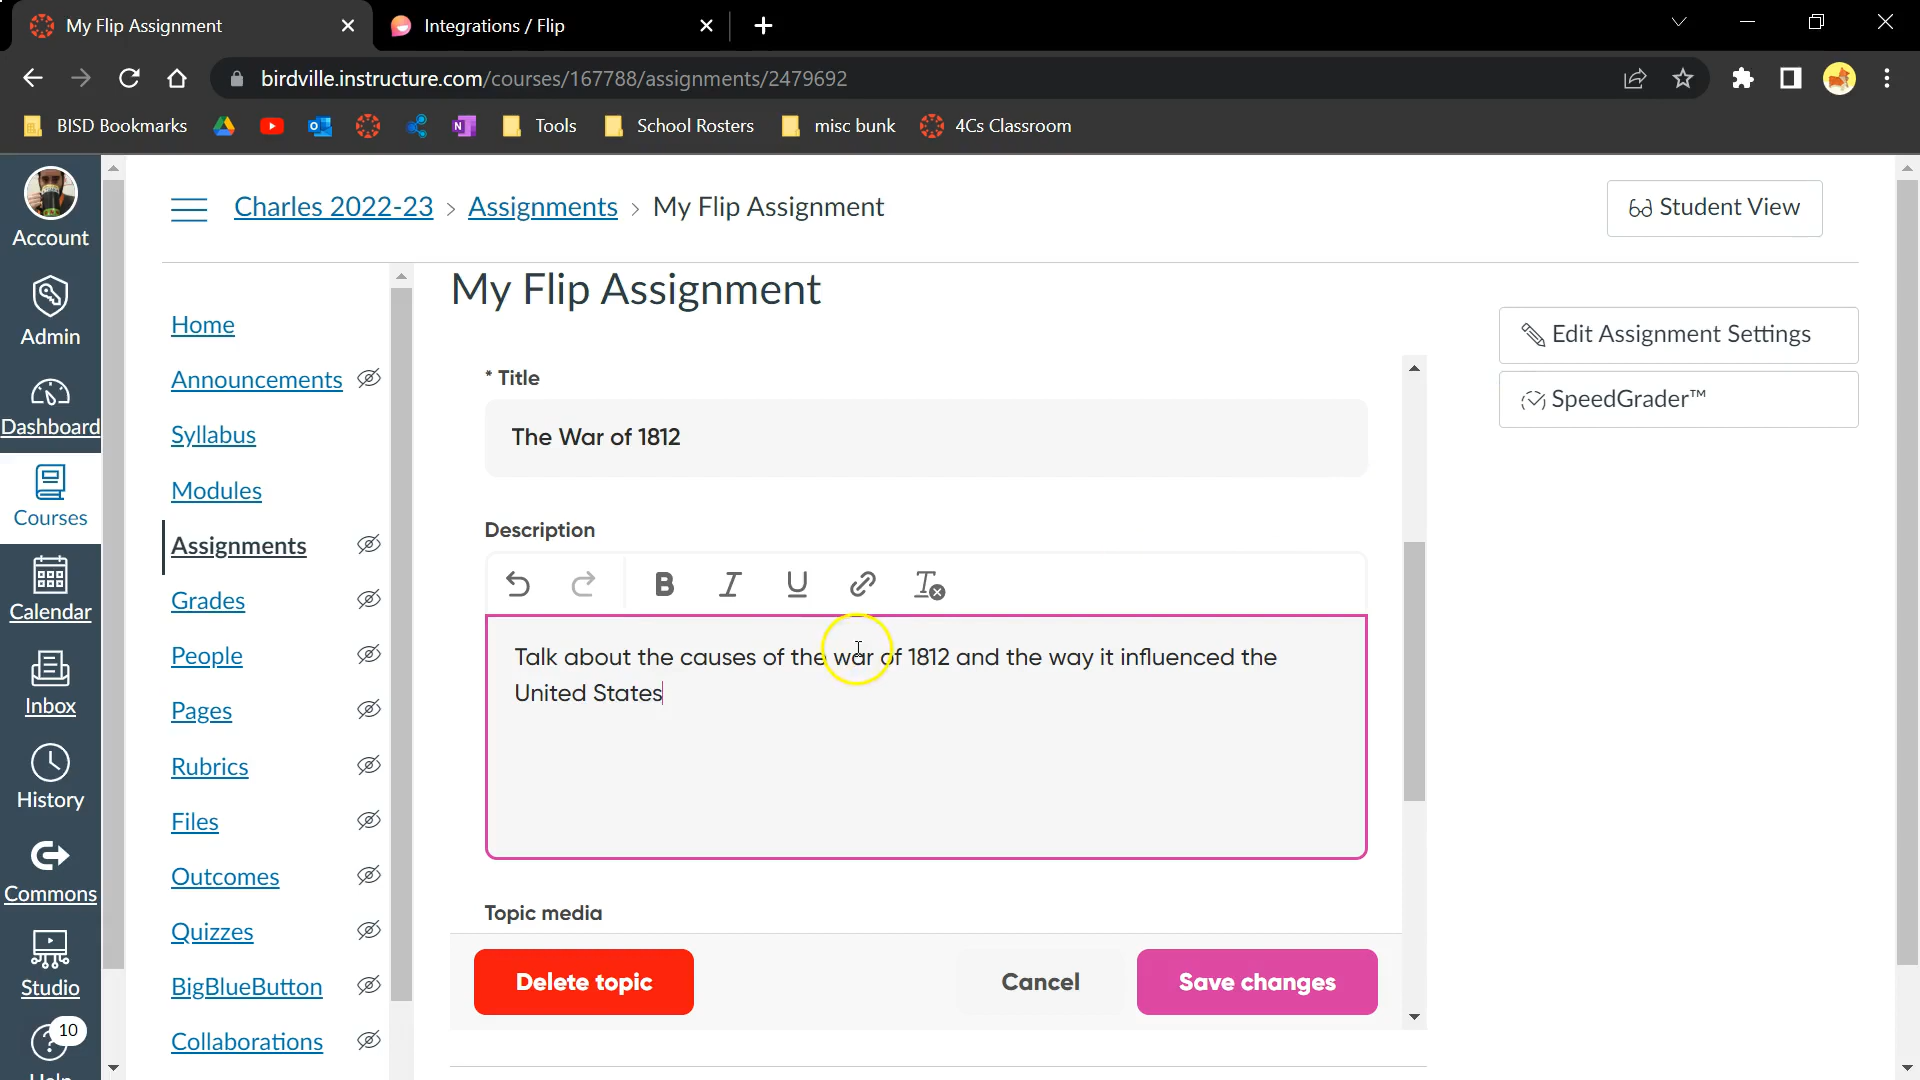 My Flip Assignment
Integrations / Flip
birdville.instructure.com/courses/167788/assignments/2479692
BISD Bookmarks
Tools
School Rosters
misc bunk
4Cs Classroom
Account
Admin
Dashboard
Courses
Calendar
Inbox
History
Commons
Studio
10
Help
Charles 2022-23 > Assignments > My Flip Assignment
Student View
Home
Announcements
Syllabus
Modules
Assignments
Grades
People
Pages
Rubrics
Files
Outcomes
Quizzes
BigBlueButton
Collaborations
My Flip Assignment
* Title
The War of 1812
Description
B I U
Talk about the causes of the war of 1812 and the way it influenced the
United States
Topic media
Delete topic
Cancel
Save changes
Edit Assignment Settings
SpeedGrader™